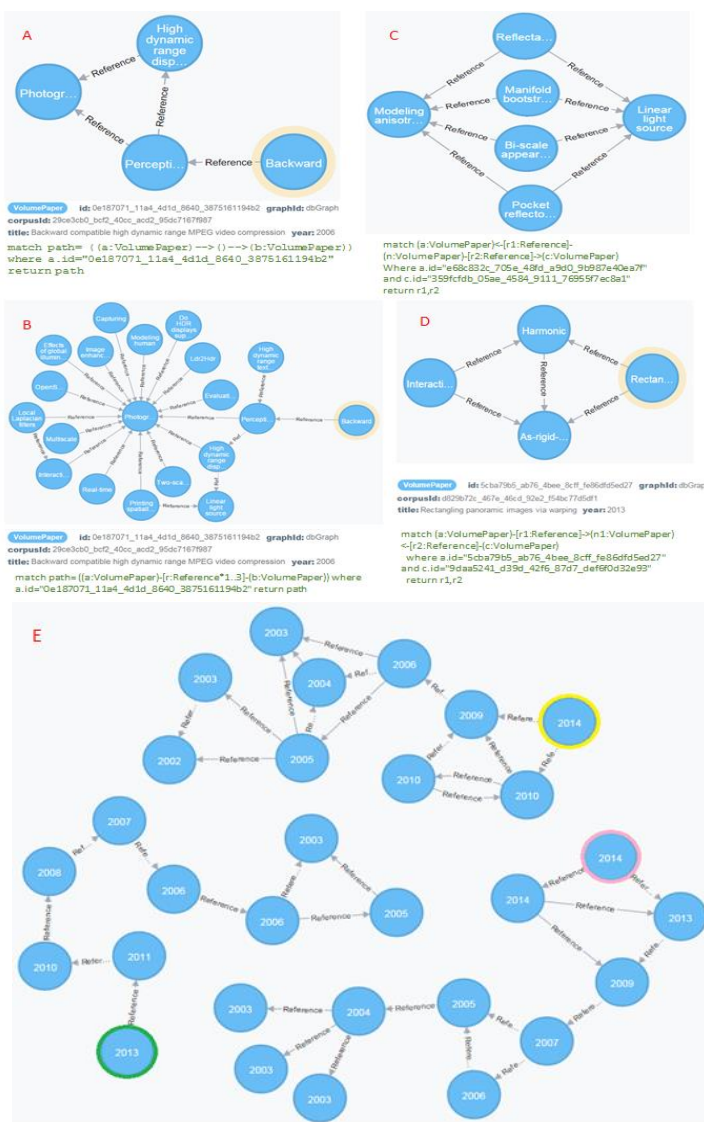 A
High dynamic range disp…
Photogr…
Percepti…
Backward
Reference
Reference
Reference
Reference
VolumePaper id: 0e187071_11a4_4d1d_8640_3875161194b2 graphId: dbGraph
corpusId: 29ce3cb0_bcf2_40cc_acd2_95dc7167f987
title: Backward compatible high dynamic range MPEG video compression year: 2006
match path= ((a:VolumePaper)-->()-->(b:VolumePaper))
where a.id="0e187071_11a4_4d1d_8640_3875161194b2"
return path
C
Reflecta…
Manifold bootstr…
Modeling anisotr…
Linear light source
Bi-scale appear…
Pocket reflecto…
Reference
Reference
Reference
Reference
Reference
Reference
Reference
Reference
match (a:VolumePaper)<-[r1:Reference]-
(n:VolumePaper)-[r2:Reference]->(c:VolumePaper)
Where a.id="e68c832c_705e_48fd_a9d0_9b987e40ea7f"
and c.id="359fcfdb_05ae_4584_9111_76955f7ec8a1"
return r1,r2
B
Capturing
Do HDR displays
Effects of global illumin…
Image enhanc…
Modeling human
Ldr2Hdr
High dynamic range
OpenS…
Evaluati…
Local Laplacian filters
Photogr…
Percepti…
Backward
Multiscale
Interacti…
High dynamic range disp…
Real-time
Two-sca…
Printing spatiall…
Linear light source
VolumePaper id: 0e187071_11a4_4d1d_8640_3875161194b2 graphId: dbGraph
corpusId: 29ce3cb0_bcf2_40cc_acd2_95dc7167f987
title: Backward compatible high dynamic range MPEG video compression year: 2006
match path=((a:VolumePaper)-[r:Reference*1..3]-(b:VolumePaper)) where
a.id="0e187071_11a4_4d1d_8640_3875161194b2" return path
D
Harmonic
Interacti…
Rectan…
As-rigid-…
Reference
Reference
Reference
Reference
Reference
VolumePaper id: 5cba79b5_ab76_4bee_8cff_fe86dfd5ed27 graphId: dbGrap
corpusId: d829b72c_467e_46cd_92e2_f54bc77d5df1
title: Rectangling panoramic images via warping year: 2013
match (a:VolumePaper)-[r1:Reference]->(n1:VolumePaper)
<-[r2:Reference]-(c:VolumePaper)
where a.id="5cba79b5_ab76_4bee_8cff_fe86dfd5ed27"
and c.id="9daa5241_d39d_42f6_87d7_def6f0d32e93"
return r1,r2
E
2003
2006
2003
2004
2009
2014
2002
2005
2010
2010
2007
2003
2014
2008
2006
2014
2013
2006
2005
2010
2011
2009
2003
2004
2005
2013
2007
2003
2003
2006